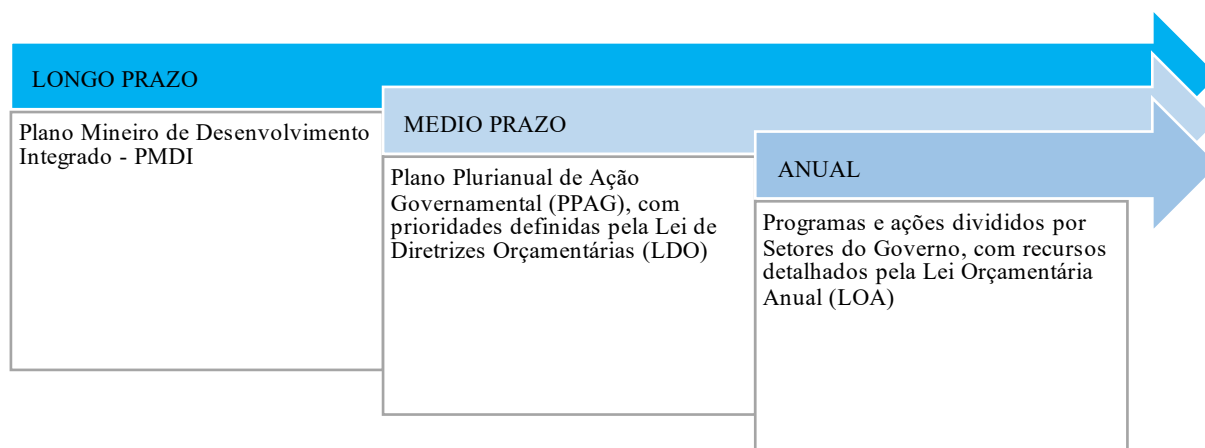 LONGO PRAZO
Plano Mineiro de Desenvolvimento
Integrado - PMDI
MEDIO PRAZO
Plano Plurianual de Ação
Governamental (PPAG), com
prioridades definidas pela Lei de
Diretrizes Orçamentárias (LDO)
ANUAL
Programas e ações divididos por
Setores do Governo, com recursos
detalhados pela Lei Orçamentária
Anual (LOA)